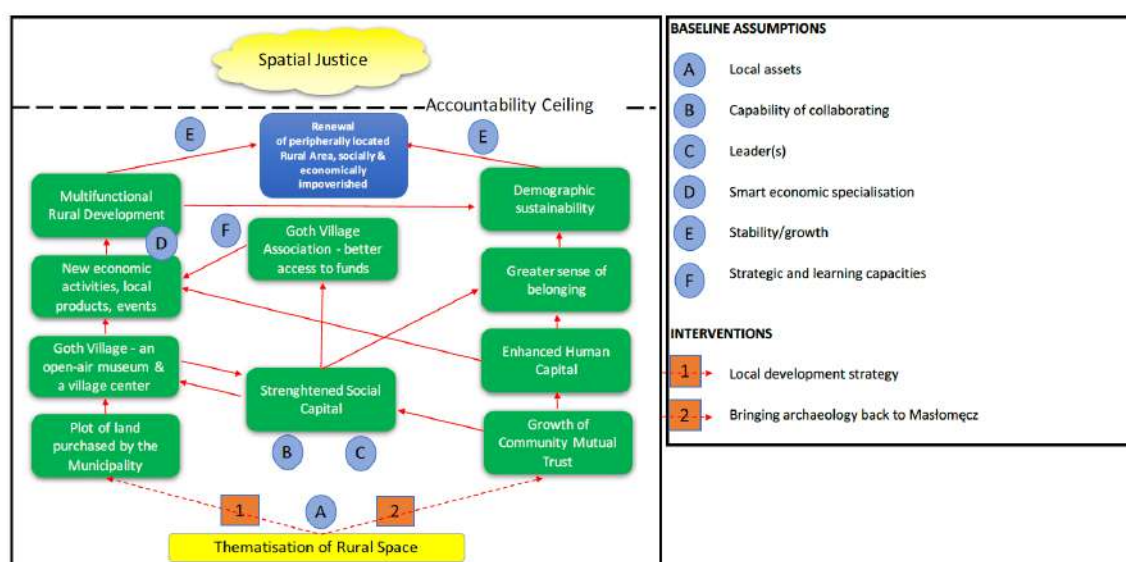 Spatial Justice
Accountability Ceiling
E
Renewal
of peripherally located
Rural Area, socially &
economically
impoverished
E
Multifunctional
Rural Development
Demographic
sustainability
D
F
Goth Village
Association - better
access to funds
New economic
activities, local
products, events
Greater sense of
belonging
Goth Village - an
open-air museum &
a village center
Strenghtened Social
Capital
Enhanced Human
Capital
Plot of land
purchased by the
Municipality
B
C
Growth of
Community Mutual
Trust
1
A
2
Thematisation of Rural Space
BASELINE ASSUMPTIONS
A Local assets
B Capability of collaborating
C Leader(s)
D Smart economic specialisation
E Stability/growth
F Strategic and learning capacities
INTERVENTIONS
1 Local development strategy
2 Bringing archaeology back to Masłomęcz